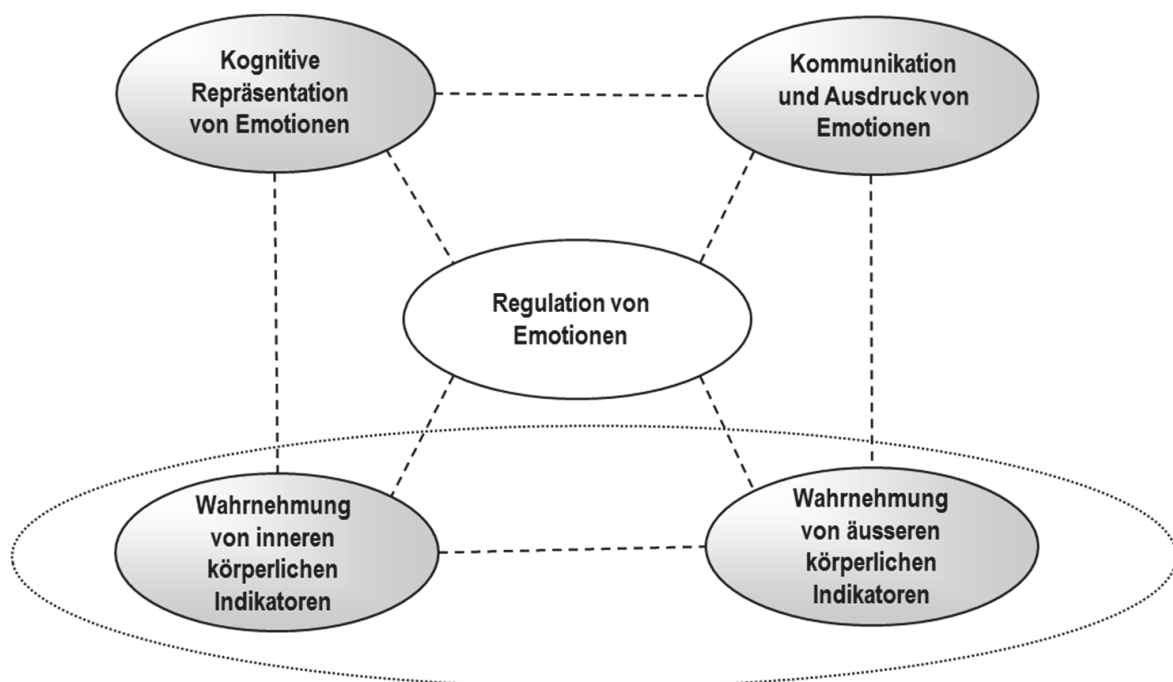 Kognitive
Repräsentation
von Emotionen
Kommunikation
und Ausdruck von
Emotionen
Regulation von
Emotionen
Wahrnehmung
von inneren
körperlichen
Indikatoren
Wahrnehmung
von äusseren
körperlichen
Indikatoren